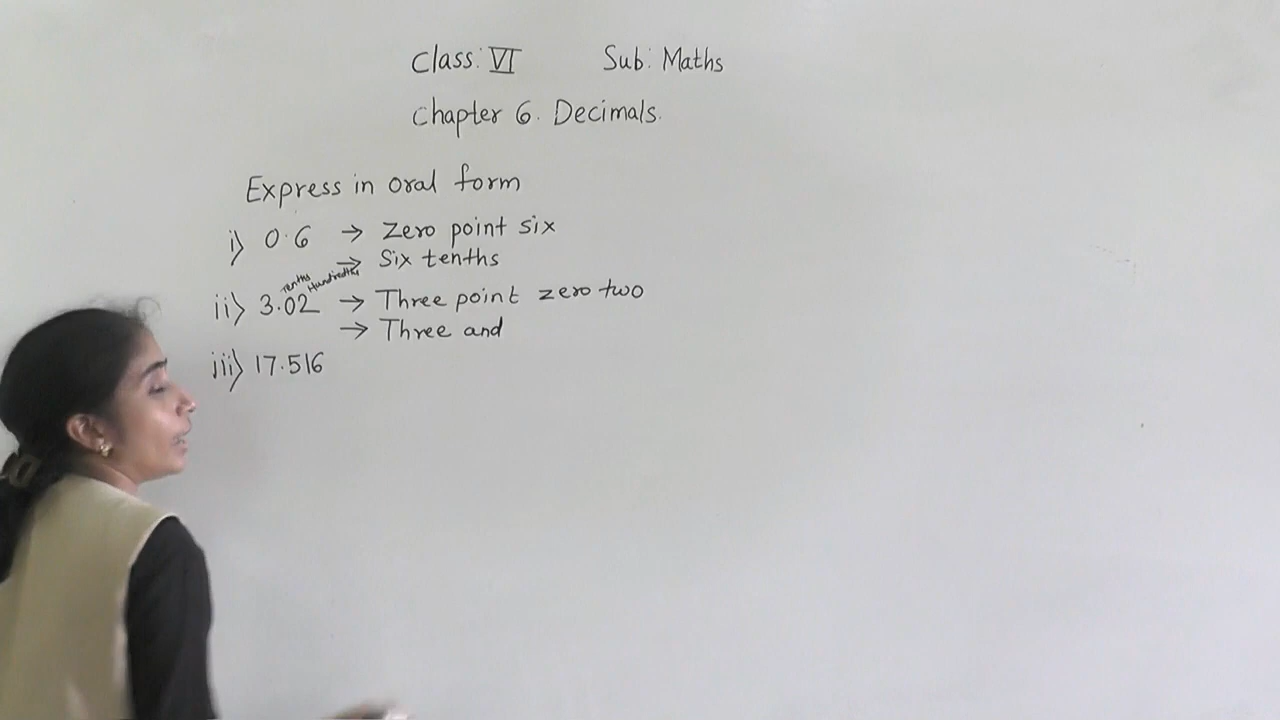 Class: VI Sub: Maths
Chapter 6. Decimals.
Express in oral form
i) 0.6 → Zero point six
→ Six tenths
Tenths Hundredths
ii) 3.02 → Three point zero two
→ Three and
iii) 17.516